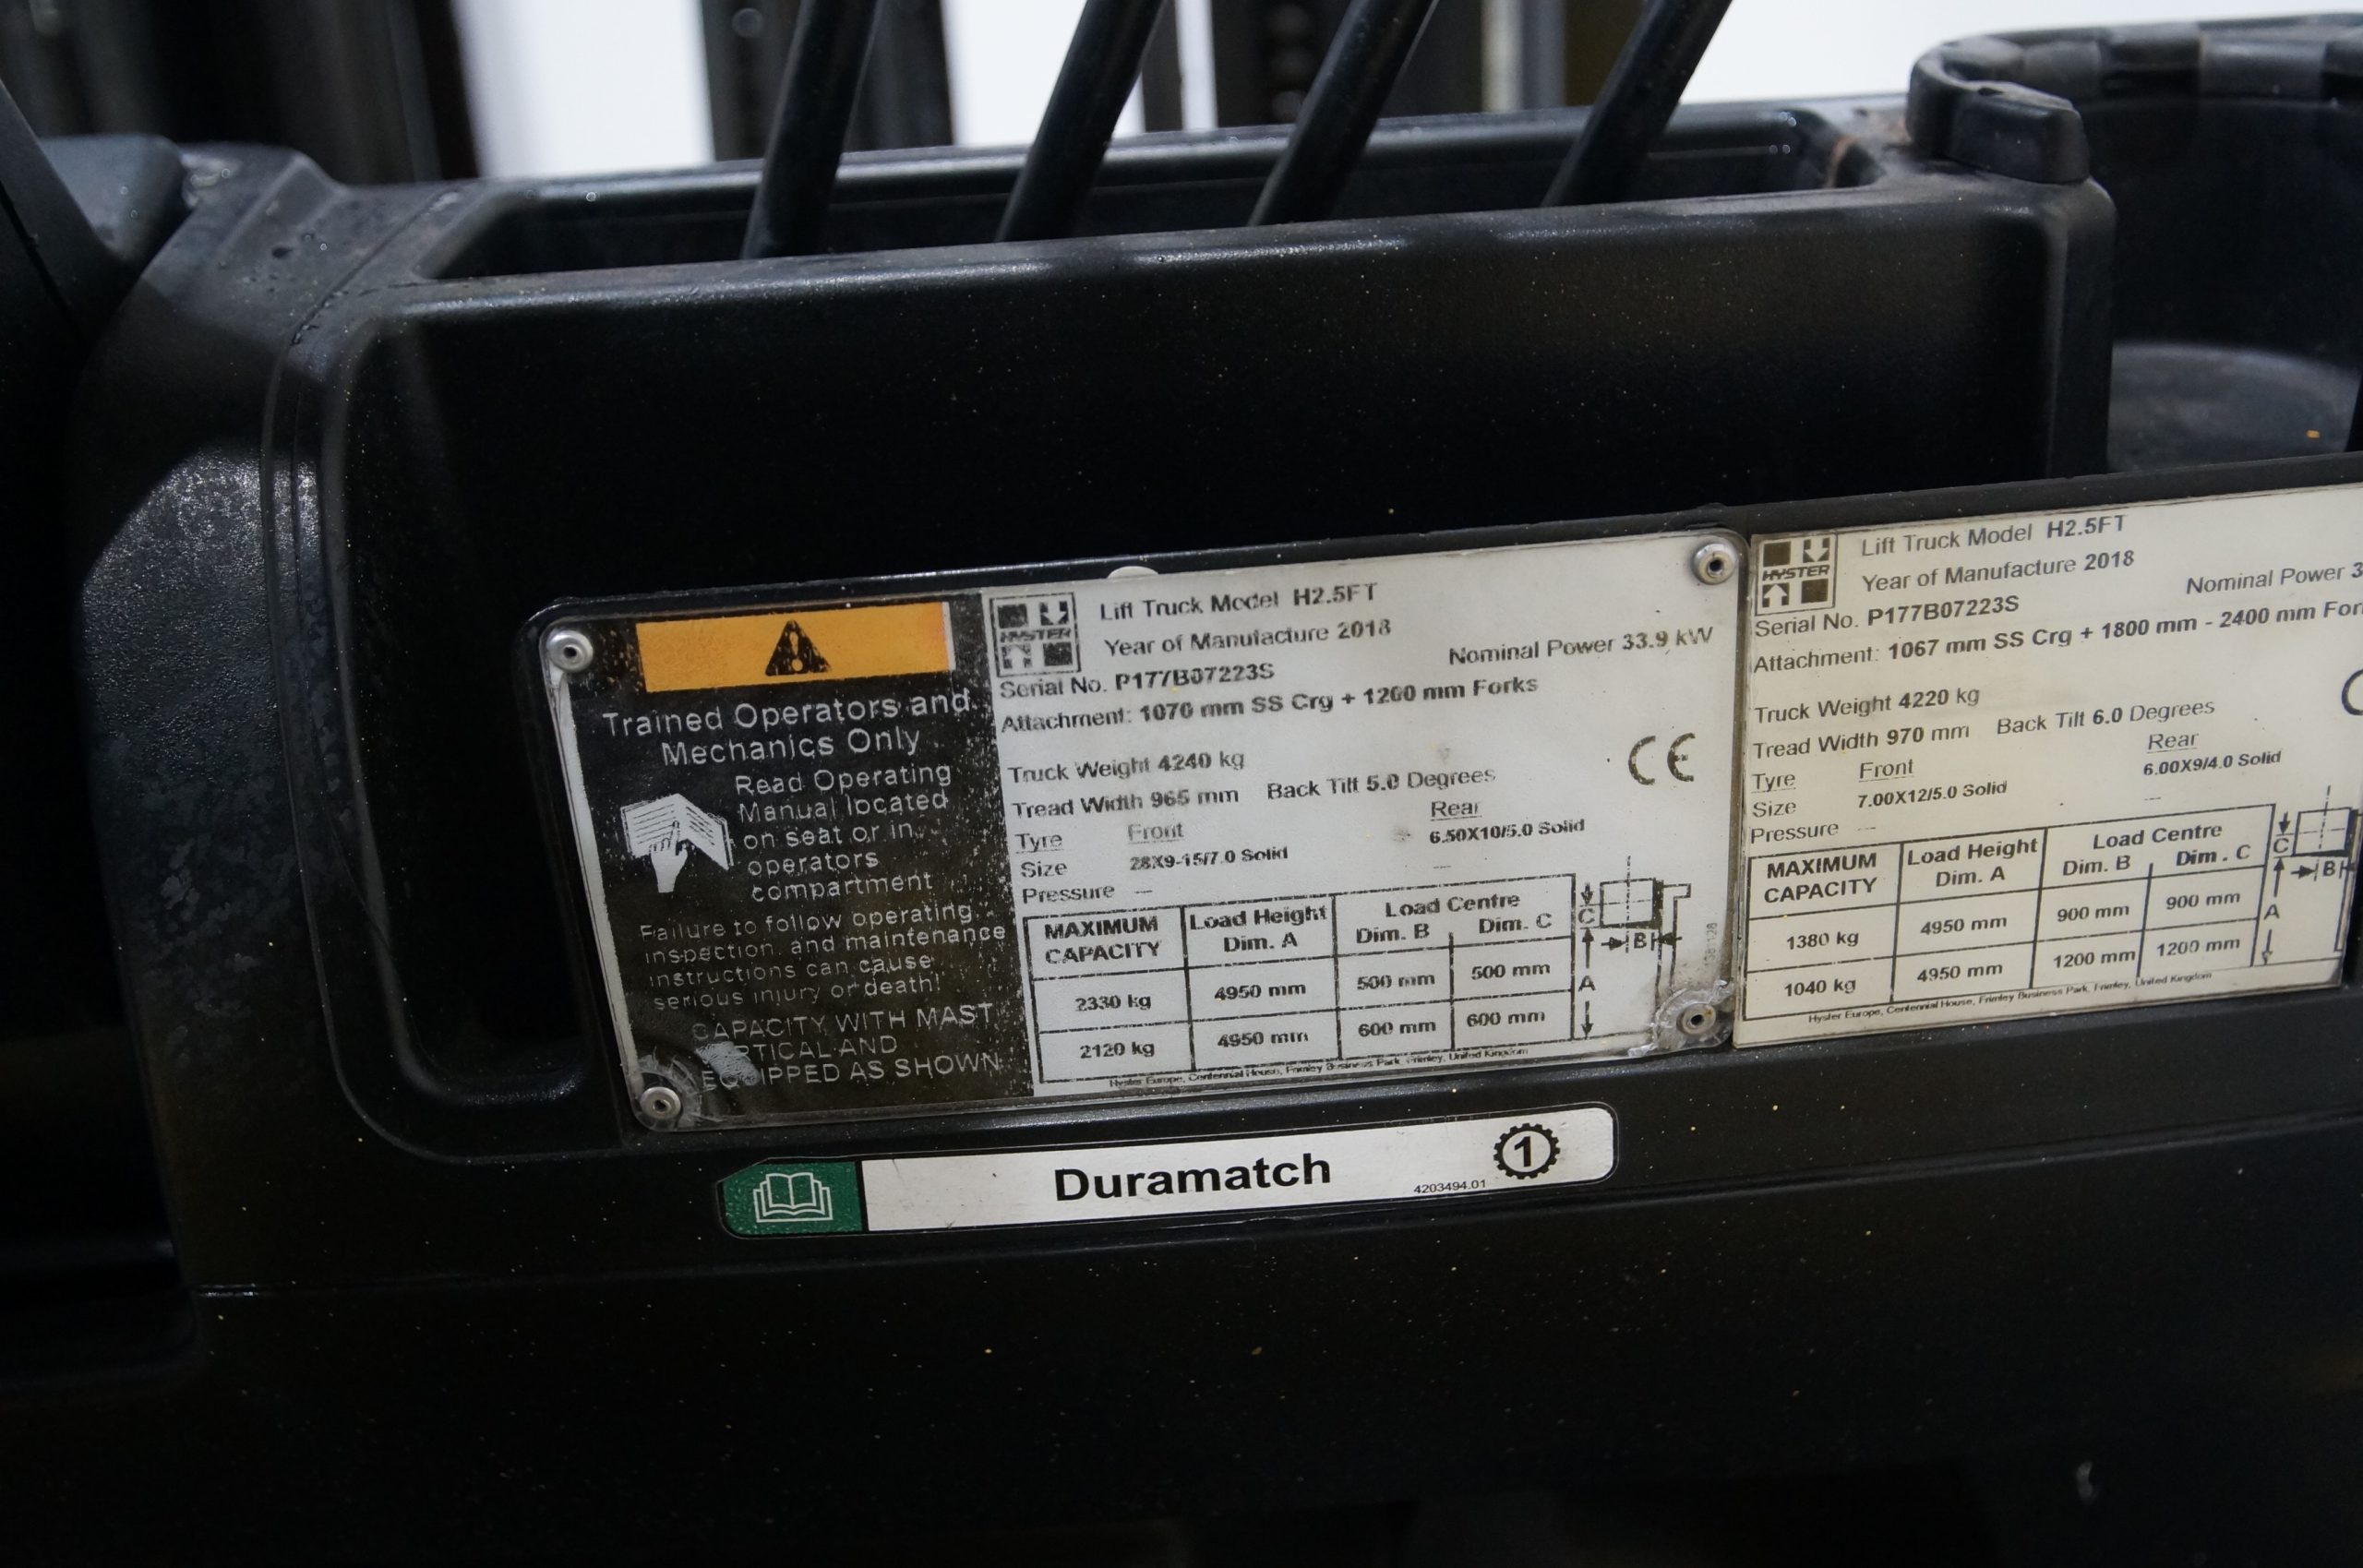 Trained Operators and
Mechanics Only
Read Operating
Manual located
on seat or in
operators
compartment
Failure to follow operating
inspection, and maintenance
instructions can cause
serious injury or death!
CAPACITY WITH MAST
AND
EQUIPPED AS SHOWN
HYSTER
Lift Truck Model H2.5FT
Year of Manufacture 2018
Nominal Power 33.9 kW
Serial No. P177B07223S
Attachment: 1070 mm SS Crg + 1200 mm Forks
Truck Weight 4240 kg
Tread Width 965 mm Back Tilt 5.0 Degrees
CE
Tyre Front Rear
Size 28X9-15/7.0 Solid 6.50X10/5.0 Solid
Pressure — —
MAXIMUM CAPACITY Load Height Dim. A Load Centre Dim. B Dim. C
2330 kg 4950 mm 500 mm 500 mm
2120 kg 4950 mm 600 mm 600 mm
C B A
Hyster Europe, Centennial House, Frimley Business Park, Frimley, United Kingdom
HYSTER
Lift Truck Model H2.5FT
Year of Manufacture 2018
Nominal Power 3
Serial No. P177B07223S
Attachment: 1067 mm SS Crg + 1800 mm - 2400 mm For
Truck Weight 4220 kg
Tread Width 970 mm Back Tilt 6.0 Degrees
Tyre Front Rear
Size 7.00X12/5.0 Solid 6.00X9/4.0 Solid
Pressure — —
MAXIMUM CAPACITY Load Height Dim. A Load Centre Dim. B Dim. C
1380 kg 4950 mm 900 mm 900 mm
1040 kg 4950 mm 1200 mm 1200 mm
C B A
Hyster Europe, Centennial House, Frimley Business Park, Frimley, United Kingdom
Duramatch
4203494.01
1